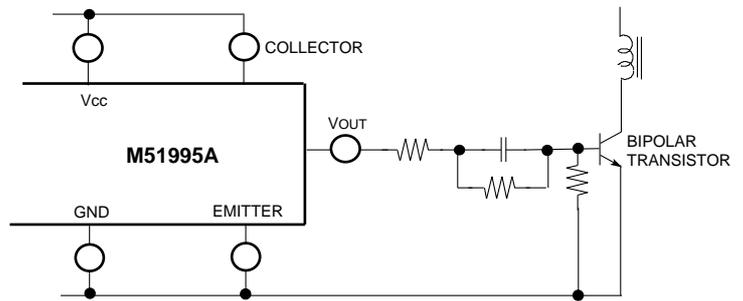 COLLECTOR
Vcc
VOUT
M51995A
BIPOLAR
TRANSISTOR
GND
EMITTER